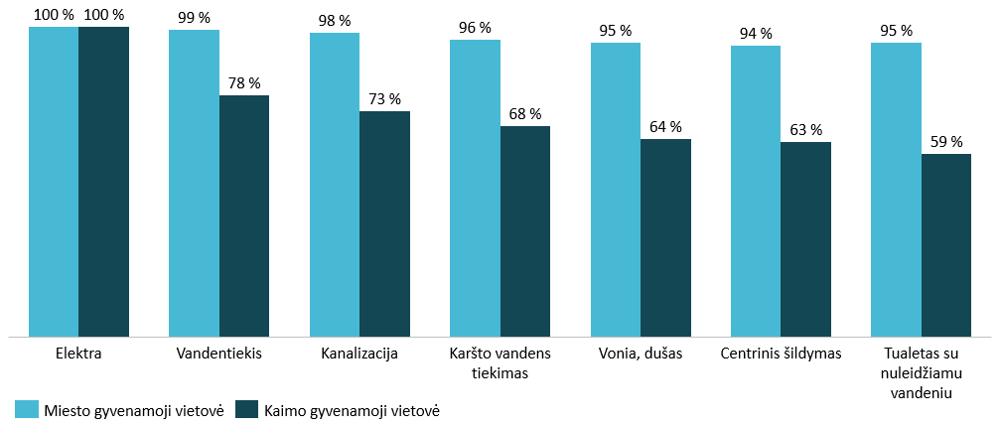 100 %
100 %
99 %
78 %
98 %
73 %
96 %
68 %
95 %
64 %
94 %
63 %
95 %
59 %
Elektra
Vandentiekis
Kanalizacija
Karšto vandens
tiekimas
Vonia, dušas
Centrinis šildymas
Tualetas su
nuleidžiamu
vandeniu
Miesto gyvenamoji vietovė
Kaimo gyvenamoji vietovė